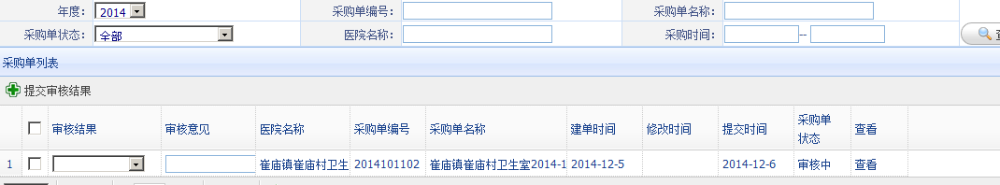 年度： 2014 采购单编号： 采购单名称：
采购单状态： 全部 医院名称： 采购时间： --
采购单列表
提交审核结果
审核结果 审核意见 医院名称 采购单编号 采购单名称 建单时间 修改时间 提交时间 采购单状态 查看
1 崔庙镇崔庙村卫生 2014101102 崔庙镇崔庙村卫生室2014-1 2014-12-5 2014-12-6 审核中 查看